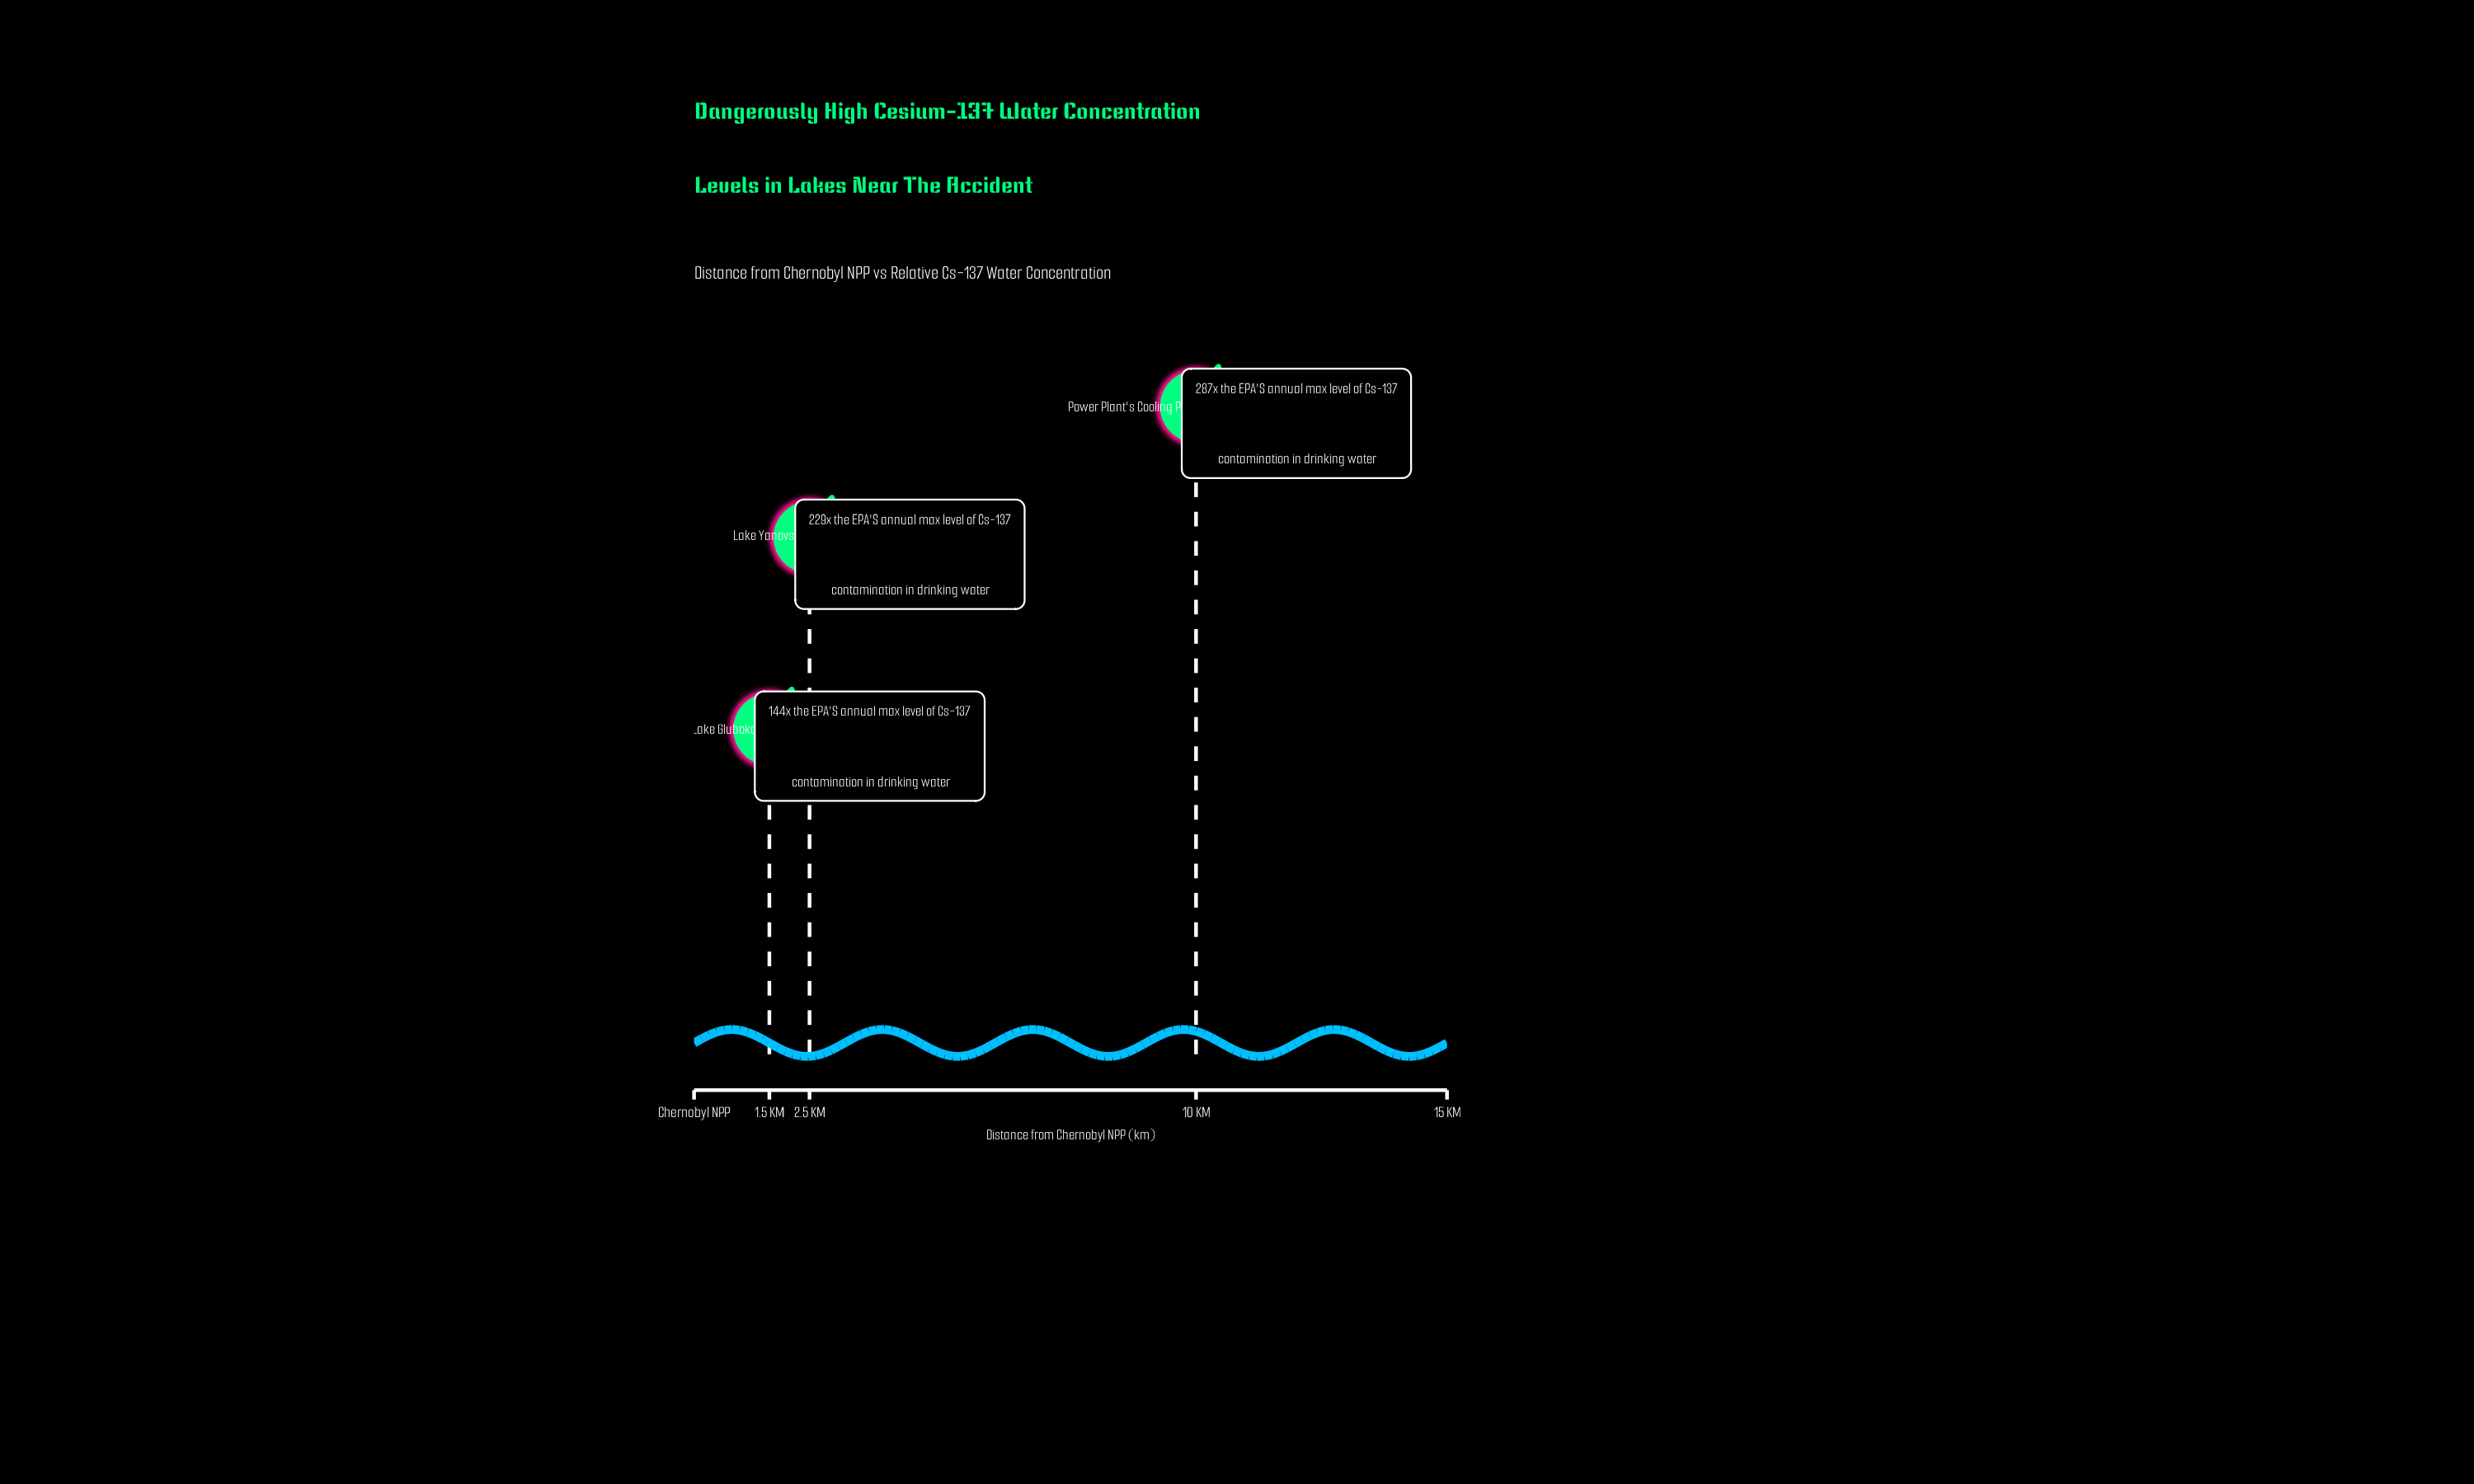 Dangerously High Cesium-137 Water Concentration
Levels in Lakes Near The Accident
Distance from Chernobyl NPP vs Relative Cs-137 Water Concentration
287x the EPA'S annual max level of Cs-137
Power Plant's Cooling P
contamination in drinking water
229x the EPA'S annual max level of Cs-137
Lake Yanovs
contamination in drinking water
144x the EPA'S annual max level of Cs-137
ake Glubok
contamination in drinking water
Chernobyl NPP 1.5 KM 2.5 KM 10 KM 15 KM
Distance from Chernobyl NPP (km)